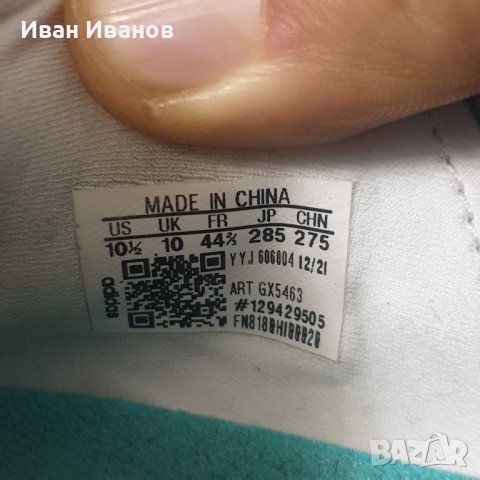 Иван Иванов
MADE IN CHINA
US UK FR JP CHN
10½ 10 44⅔ 285 275
YYJ 606004 12/21
ART GX5463
#129429505
BAZAR